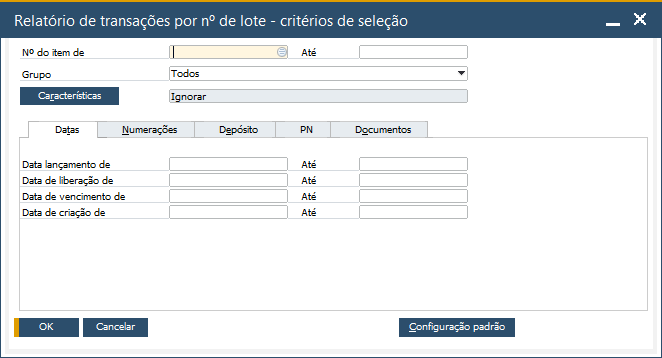 Relatório de transações por nº de lote - critérios de seleção
Nº do item de Até
Grupo Todos
Características Ignorar
Datas Numerações Depósito PN Documentos
Data lançamento de Até
Data de liberação de Até
Data de vencimento de Até
Data de criação de Até
OK Cancelar Configuração padrão